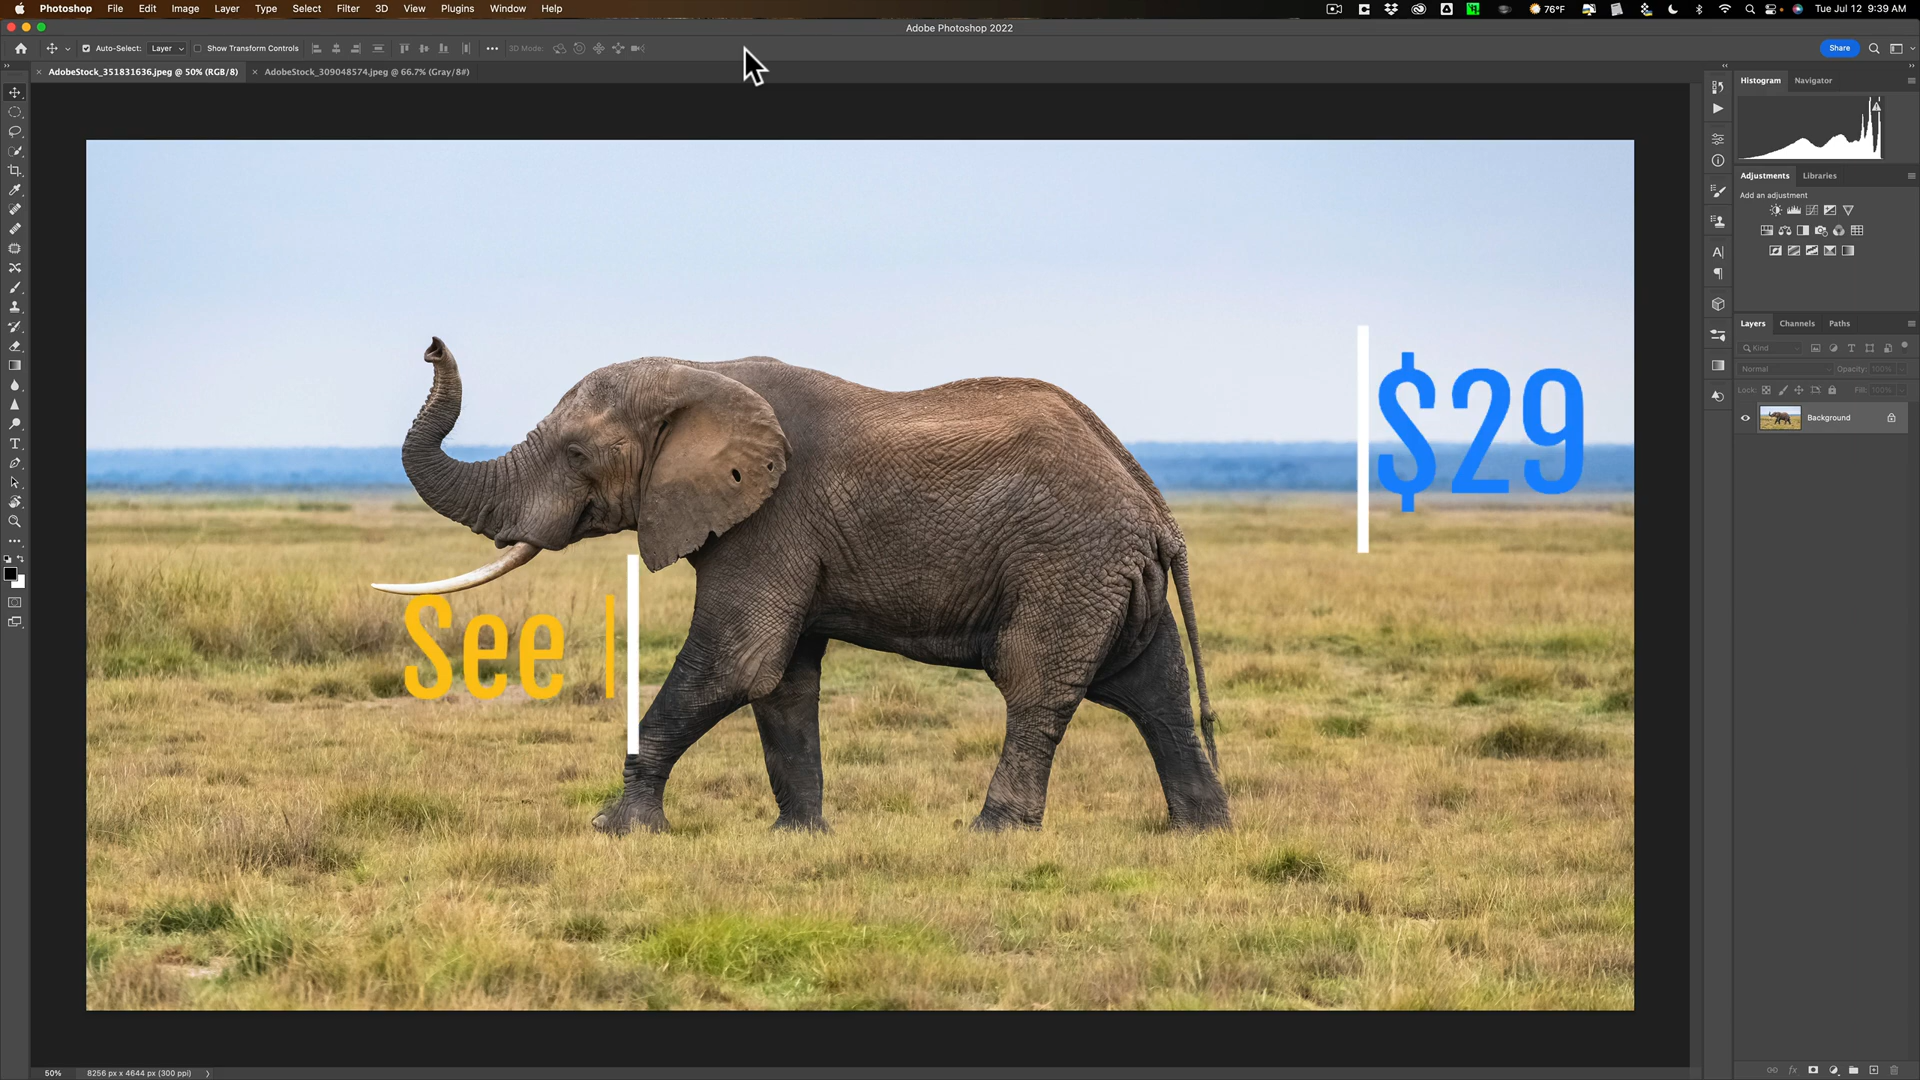 Photoshop File Edit Image Layer Type Select Filter 3D View Plugins Window Help
76°F Tue Jul 12 9:39 AM
Adobe Photoshop 2022
Auto-Select: Layer Show Transform Controls 3D Mode: Share
AdobeStock_351831636.jpeg @ 50% (RGB/8) AdobeStock_309048574.jpeg @ 66.7% (Gray/8#)
Histogram Navigator
Adjustments Libraries
Add an adjustment
Layers Channels Paths
Kind
Normal Opacity: 100%
Lock: Fill: 100%
Background
$29
See
50% 8256 px x 4644 px (300 ppi)